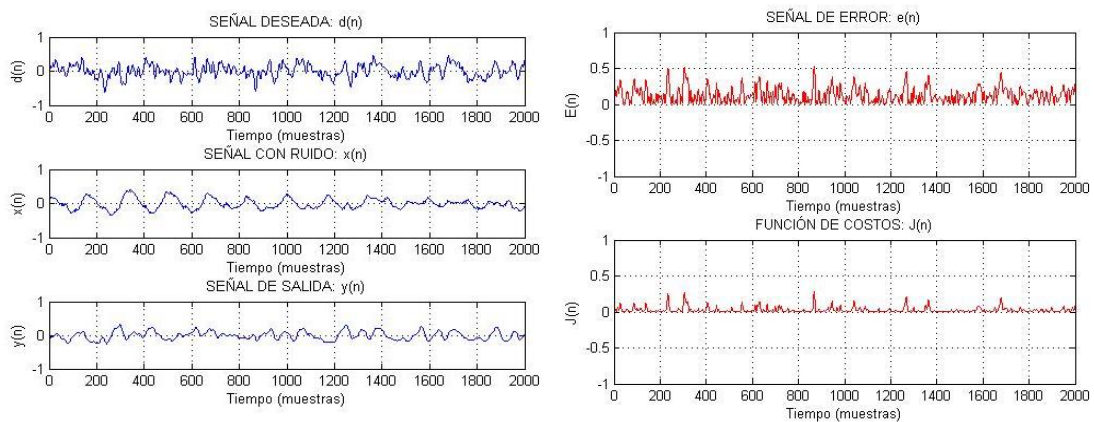 SEÑAL DESEADA: d(n)
1
0
-1
d(n)
0 200 400 600 800 1000 1200 1400 1600 1800 2000
Tiempo (muestras)
SEÑAL CON RUIDO: x(n)
1
0
-1
x(n)
0 200 400 600 800 1000 1200 1400 1600 1800 2000
Tiempo (muestras)
SEÑAL DE SALIDA: y(n)
1
0
-1
y(n)
0 200 400 600 800 1000 1200 1400 1600 1800 2000
Tiempo (muestras)
SEÑAL DE ERROR: e(n)
1
0.5
0
-0.5
-1
E(n)
0 200 400 600 800 1000 1200 1400 1600 1800 2000
Tiempo (muestras)
FUNCIÓN DE COSTOS: J(n)
1
0.5
0
-0.5
-1
J(n)
0 200 400 600 800 1000 1200 1400 1600 1800 2000
Tiempo (muestras)